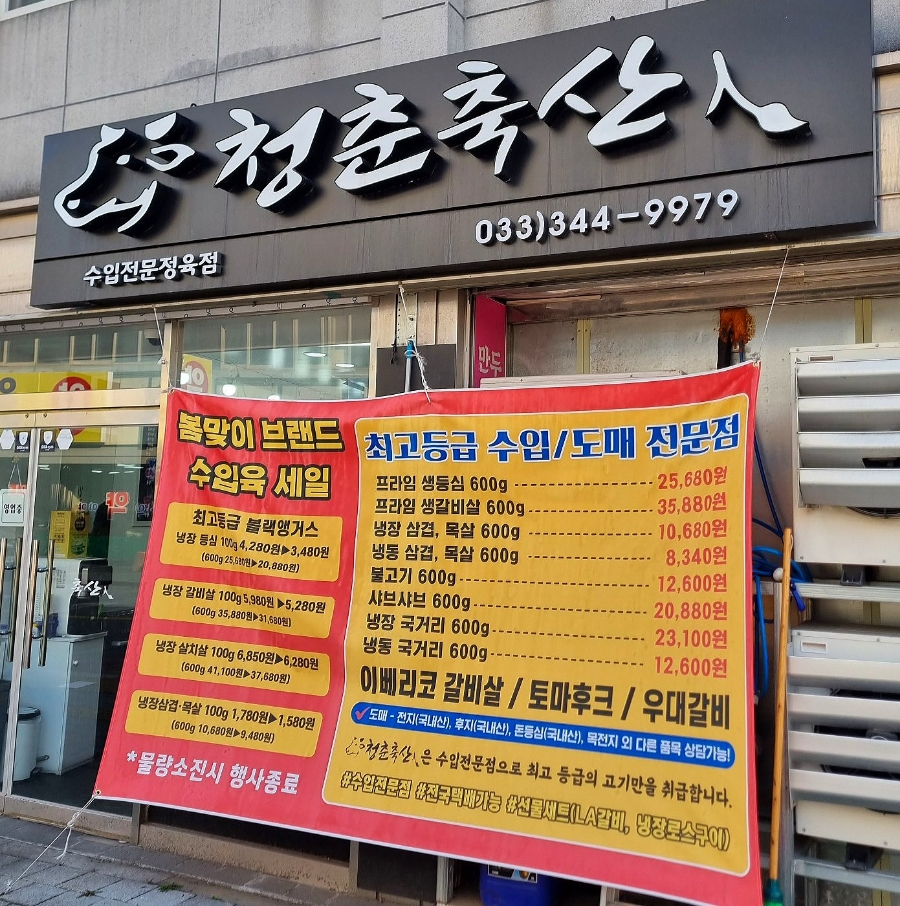 청춘축산人
033)344-9979
수입전문정육점
만두
영업중
축산人
봄맞이 브랜드
수입육 세일
최고등급 블랙앵거스
냉장 등심 100g 4,280원▶3,480원
(600g 25,680원▶20,880원)
냉장 갈비살 100g 5,980원▶5,280원
(600g 35,880원▶31,680원)
냉장 살치살 100g 6,850원▶6,280원
(600g 41,100원▶37,680원)
냉장삼겹·목살 100g 1,780원▶1,580원
(600g 10,680원▶9,480원)
*물량소진시 행사종료
최고등급 수입/도매 전문점
프라임 생등심 600g ---- 25,680원
프라임 생갈비살 600g ---- 35,880원
냉장 삼겹, 목살 600g ---- 10,680원
냉동 삼겹, 목살 600g ---- 8,340원
불고기 600g ---- 12,600원
샤브샤브 600g ---- 20,880원
냉장 국거리 600g ---- 23,100원
냉동 국거리 600g ---- 12,600원
이베리코 갈비살 / 토마후크 / 우대갈비
✓도매 - 전지(국내산), 후지(국내산), 돈등심(국내산), 목전지 외 다른 품목 상담가능!
청춘축산人은 수입전문점으로 최고 등급의 고기만을 취급합니다.
#수입전문점 #전국택배가능 #선물세트(LA갈비, 냉장로스구이)